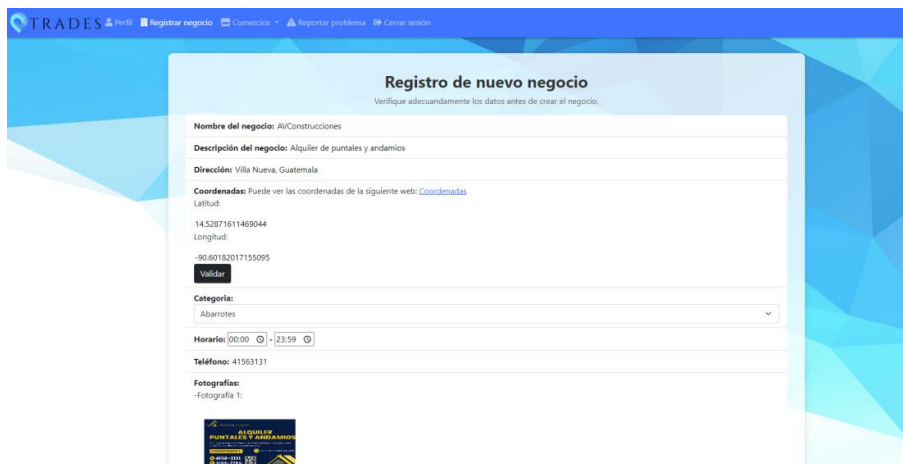 TRADES Perfil Registrar negocio Comercios Reportar problema Cerrar sesión
Registro de nuevo negocio
Verifique adecuandamente los datos antes de crear el negocio.
Nombre del negocio: AVConstrucciones
Descripción del negocio: Alquiler de puntales y andamios
Dirección: Villa Nueva, Guatemala
Coordenadas: Puede ver las coordenadas de la siguiente web: Coordenadas
Latitud:
14.52871611469044
Longitud:
-90.60182017155095
Validar
Categoría:
Abarrotes
Horario: 00:00 - 23:59
Teléfono: 41563131
Fotografías:
-Fotografía 1:
ALQUILER
PUNTALES Y ANDAMIOS